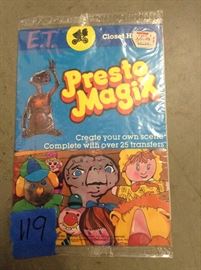 E.T.
Closet H
Presto
Magix
Create your own scene
Complete with over 25 transfers
119